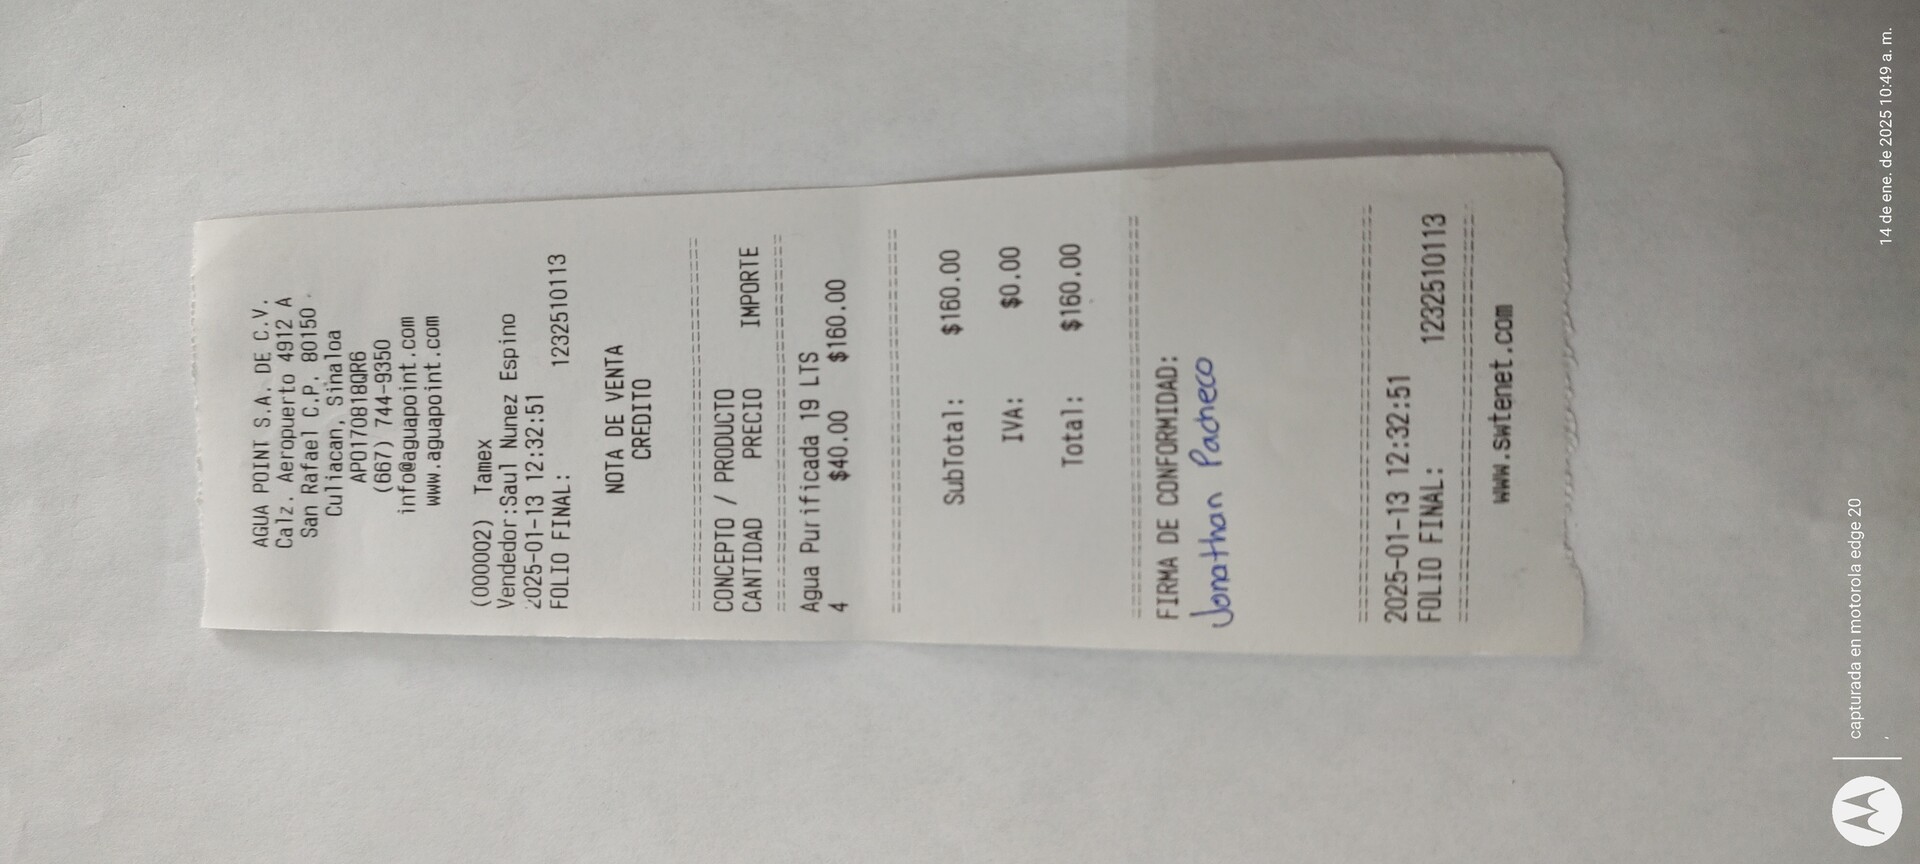 AGUA POINT S.A. DE C.V.
Calz. Aeropuerto 4912 A
San Rafael C.P. 80150
Culiacan, Sinaloa
APO170818QR6
(667) 744-9350
info@aguapoint.com
www.aguapoint.com
(000002) Tamex
Vendedor:Saul Nunez Espino
2025-01-13 12:32:51
FOLIO FINAL: 1232510113
NOTA DE VENTA
CREDITO
CONCEPTO / PRODUCTO
CANTIDAD PRECIO IMPORTE
Agua Purificada 19 LTS
4 $40.00 $160.00
SubTotal: $160.00
IVA: $0.00
Total: $160.00
FIRMA DE CONFORMIDAD:
Jonathan Pacheco
2025-01-13 12:32:51
FOLIO FINAL: 1232510113
www.swtenet.com
capturada en motorola edge 20
14 de ene. de 2025 10:49 a. m.